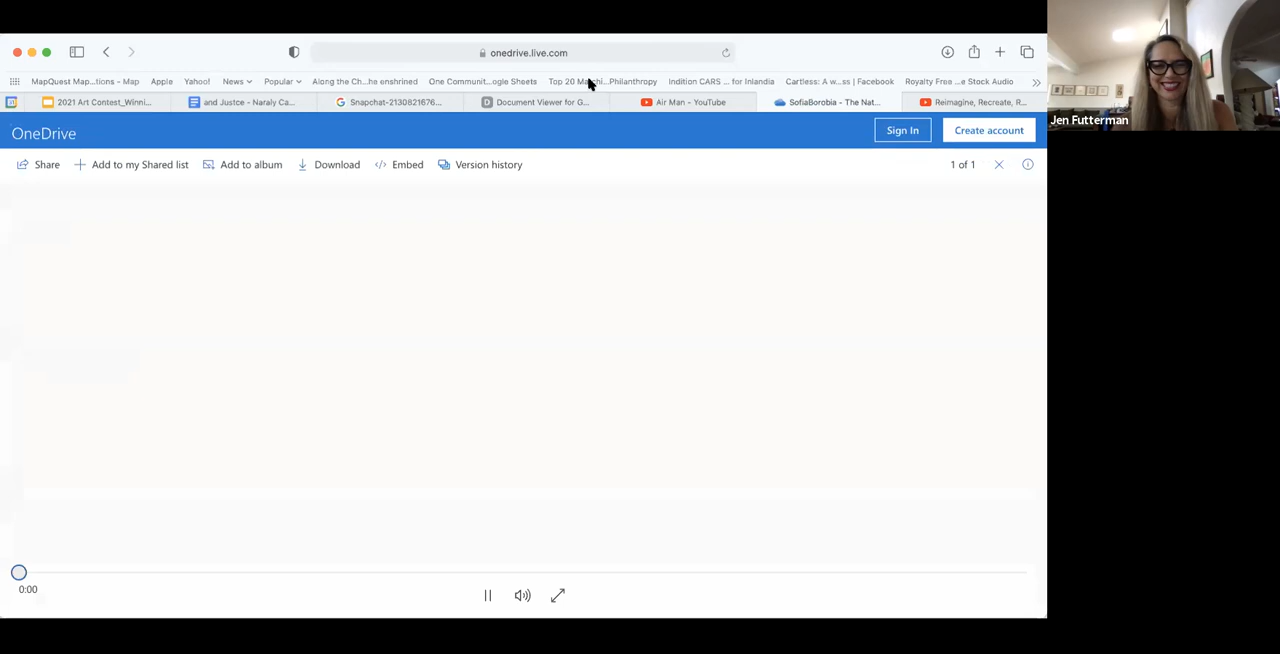 onedrive.live.com
MapQuest Map...tions - Map Apple Yahoo! News Popular Along the Ch...he enshrined One Communit...ogle Sheets Top 20 Ma Philanthropy Indition CARS ... for Inlandia Cartless: A w...ss | Facebook Royalty Free ...e Stock Audio
2021 Art Contest_Winni... and Justce - Naraly Ca... Snapchat-2130821676... Document Viewer for G... Air Man - YouTube SofiaBorobia - The Nat... Reimagine, Recreate, R...
Jen Futterman
OneDrive Sign In Create account
Share Add to my Shared list Add to album Download Embed Version history 1 of 1
0:00